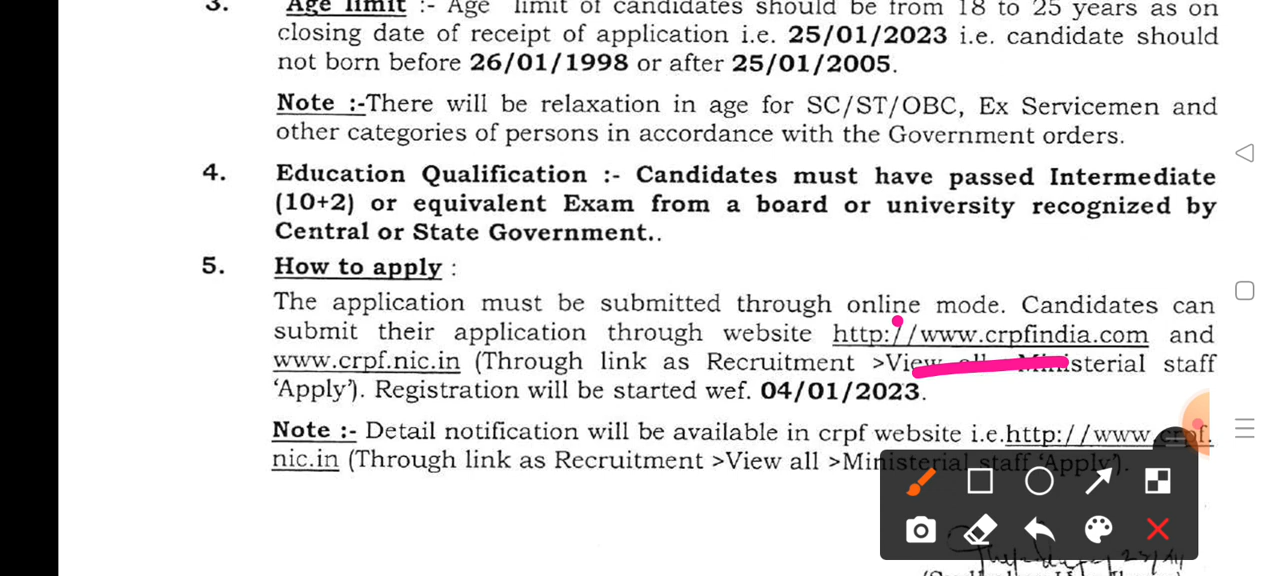 3. Age limit :- Age limit of candidates should be from 18 to 25 years as on
closing date of receipt of application i.e. 25/01/2023 i.e. candidate should
not born before 26/01/1998 or after 25/01/2005.
Note :-There will be relaxation in age for SC/ST/OBC, Ex Servicemen and
other categories of persons in accordance with the Government orders.
4. Education Qualification :- Candidates must have passed Intermediate
(10+2) or equivalent Exam from a board or university recognized by
Central or State Government..
5. How to apply :
The application must be submitted through online mode. Candidates can
submit their application through website http://www.crpfindia.com and
www.crpf.nic.in (Through link as Recruitment >View all >Ministerial staff
‘Apply’). Registration will be started wef. 04/01/2023.
Note :- Detail notification will be available in crpf website i.e.http://www.crpf.
nic.in (Through link as Recruitment >View all >Ministerial staff ‘Apply’).